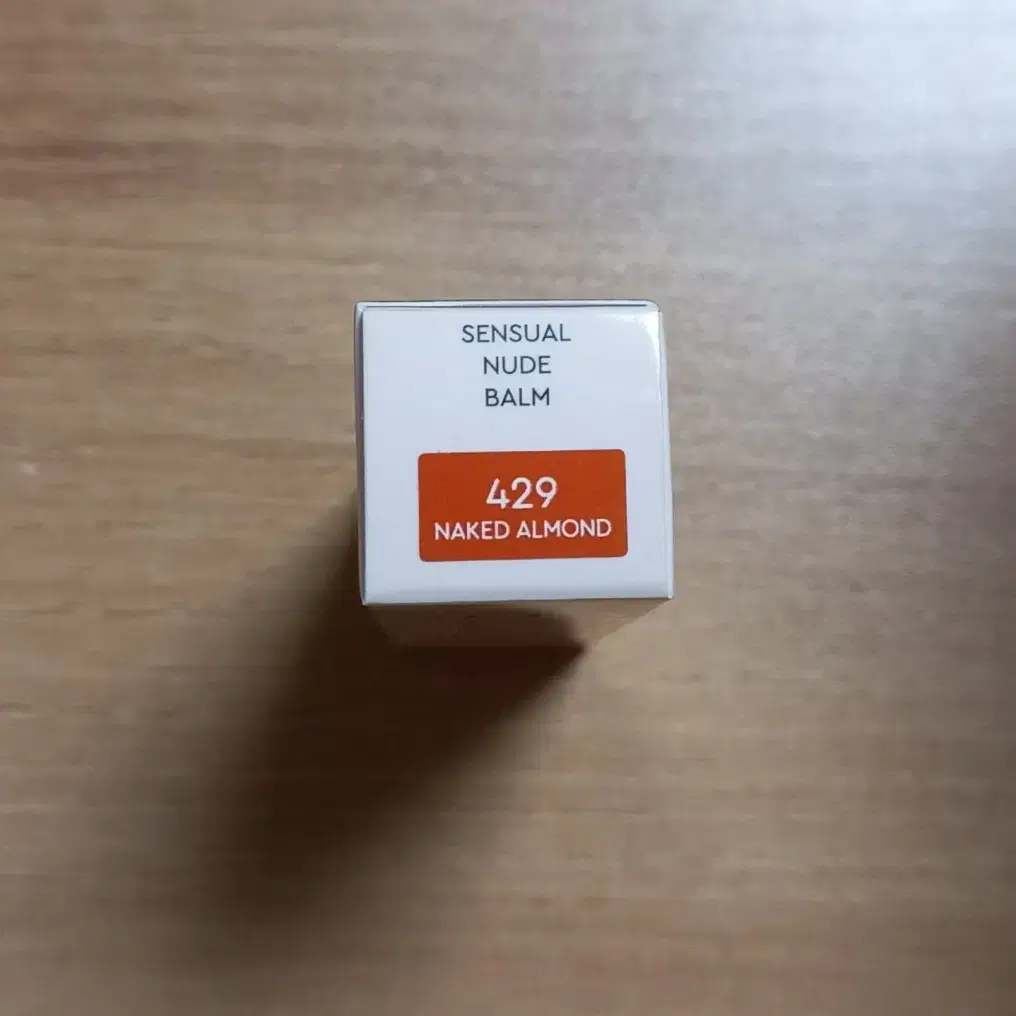 SENSUAL
NUDE
BALM
429
NAKED ALMOND